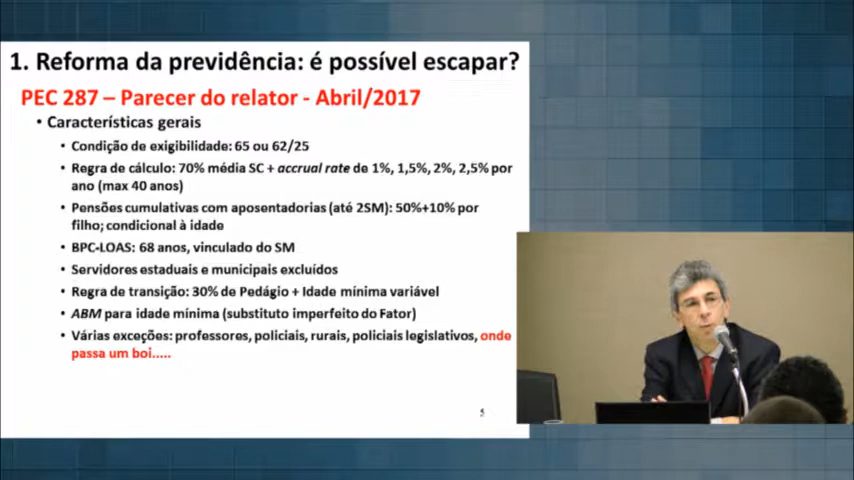 1. Reforma da previdência: é possível escapar?
PEC 287 – Parecer do relator - Abril/2017
• Características gerais
• Condição de exigibilidade: 65 ou 62/25
• Regra de cálculo: 70% média SC + accrual rate de 1%, 1,5%, 2%, 2,5% por
ano (max 40 anos)
• Pensões cumulativas com aposentadorias (até 2SM): 50%+10% por
filho; condicional à idade
• BPC-LOAS: 68 anos, vinculado do SM
• Servidores estaduais e municipais excluídos
• Regra de transição: 30% de Pedágio + Idade mínima variável
• ABM para idade mínima (substituto imperfeito do Fator)
• Várias exceções: professores, policiais, rurais, policiais legislativos, onde
passa um boi.....
5